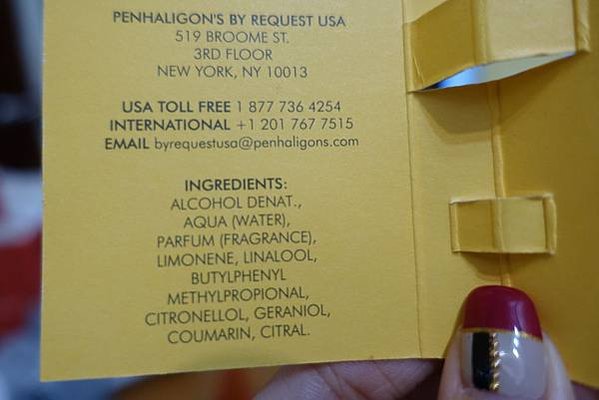 PENHALIGON'S BY REQUEST USA
519 BROOME ST.
3RD FLOOR
NEW YORK, NY 10013
USA TOLL FREE 1 877 736 4254
INTERNATIONAL +1 201 767 7515
EMAIL byrequestusa@penhaligons.com
INGREDIENTS:
ALCOHOL DENAT.,
AQUA (WATER),
PARFUM (FRAGRANCE),
LIMONENE, LINALOOL,
BUTYLPHENYL
METHYLPROPIONAL,
CITRONELLOL, GERANIOL,
COUMARIN, CITRAL.